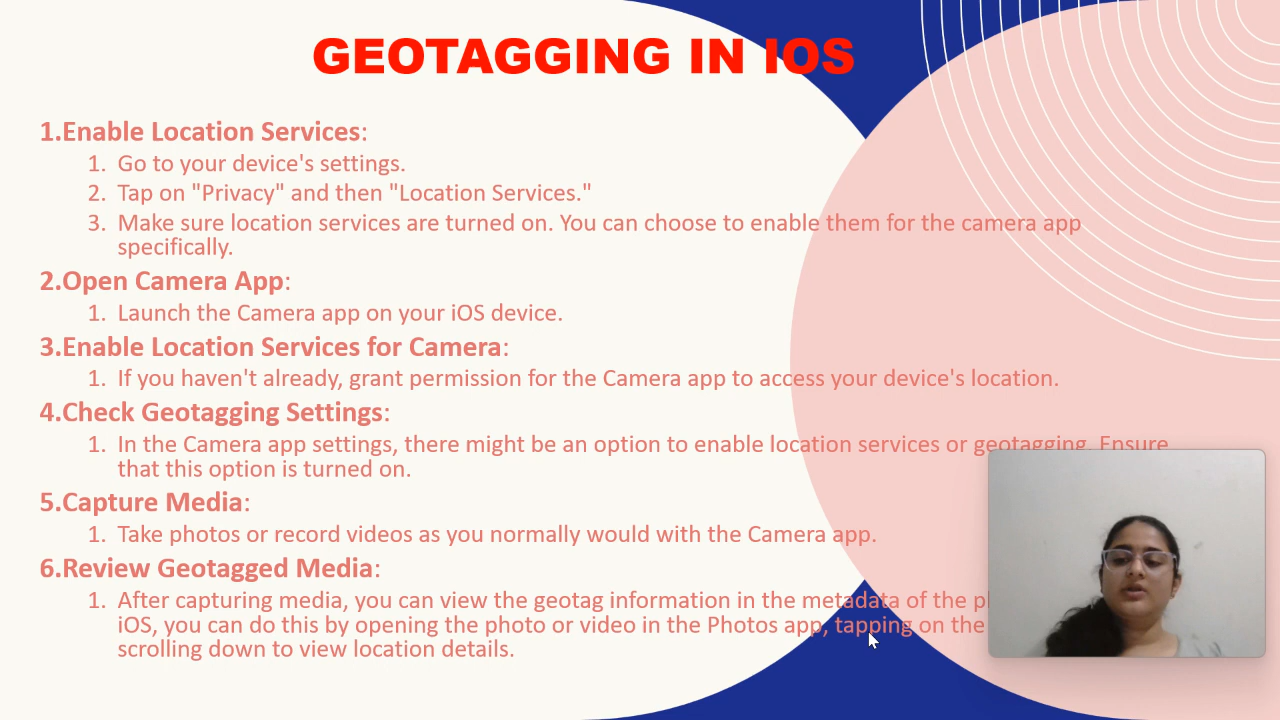 GEOTAGGING IN IOS
1.Enable Location Services:
1. Go to your device's settings.
2. Tap on "Privacy" and then "Location Services."
3. Make sure location services are turned on. You can choose to enable them for the camera app
specifically.
2.Open Camera App:
1. Launch the Camera app on your iOS device.
3.Enable Location Services for Camera:
1. If you haven't already, grant permission for the Camera app to access your device's location.
4.Check Geotagging Settings:
1. In the Camera app settings, there might be an option to enable location services or geotagging. Ensure
that this option is turned on.
5.Capture Media:
1. Take photos or record videos as you normally would with the Camera app.
6.Review Geotagged Media:
1. After capturing media, you can view the geotag information in the metadata of the
iOS, you can do this by opening the photo or video in the Photos app, tapping on the
scrolling down to view location details.